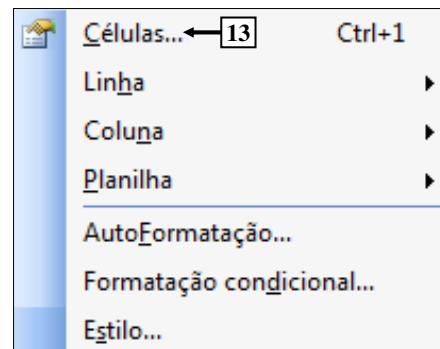 Células... 13 Ctrl+1
Linha
Coluna
Planilha
AutoFormatação...
Formatação condicional...
Estilo...